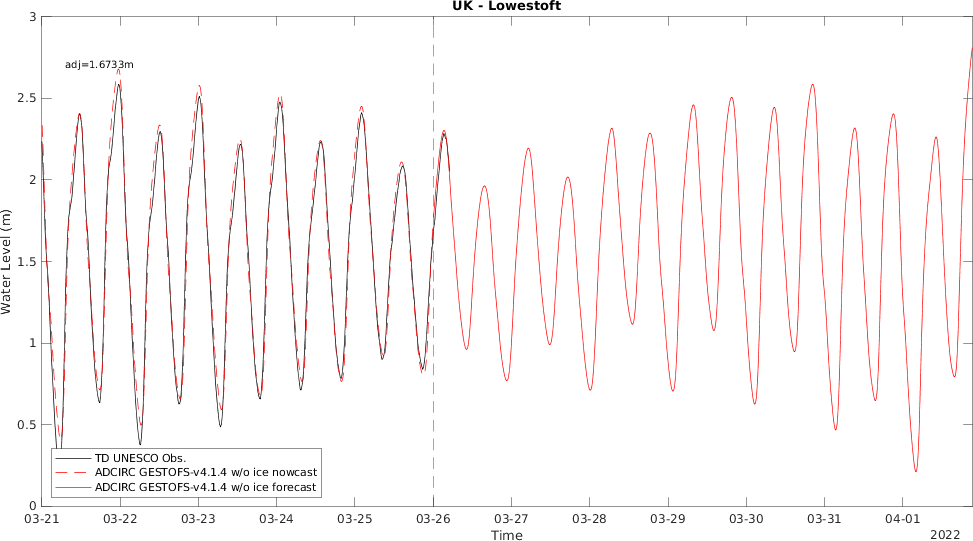 UK - Lowestoft
adj=1.6733m
3
2.5
2
1.5
1
0.5
0
Water Level (m)
TD UNESCO Obs.
ADCIRC GESTOFS-v4.1.4 w/o ice nowcast
ADCIRC GESTOFS-v4.1.4 w/o ice forecast
03-21 03-22 03-23 03-24 03-25 03-26 03-27 03-28 03-29 03-30 03-31 04-01
Time
2022